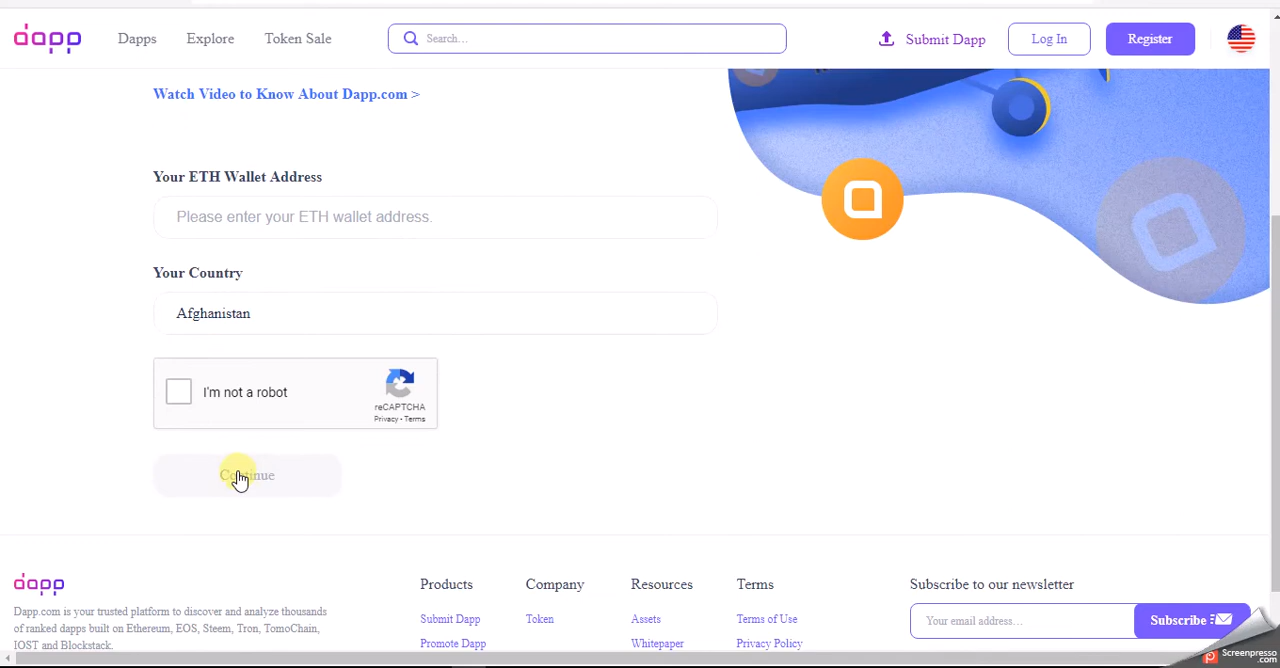 dapp
Dapps
Explore
Token Sale
Search...
Submit Dapp
Log In
Register
Watch Video to Know About Dapp.com >
Your ETH Wallet Address
Please enter your ETH wallet address.
Your Country
Afghanistan
I'm not a robot
reCAPTCHA
Privacy - Terms
Continue
dapp
Dapp.com is your trusted platform to discover and analyze thousands
of ranked dapps built on Ethereum, EOS, Steem, Tron, TomoChain,
IOST and Blockstack.
Products
Submit Dapp
Promote Dapp
Company
Token
Resources
Assets
Whitepaper
Terms
Terms of Use
Privacy Policy
Subscribe to our newsletter
Your email address...
Subscribe
Screenpresso
.com